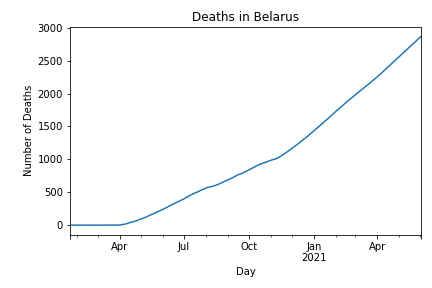 Deaths in Belarus
3000
2500
2000
1500
1000
500
0
Number of Deaths
Apr
Jul
Oct
Jan
2021
Apr
Day